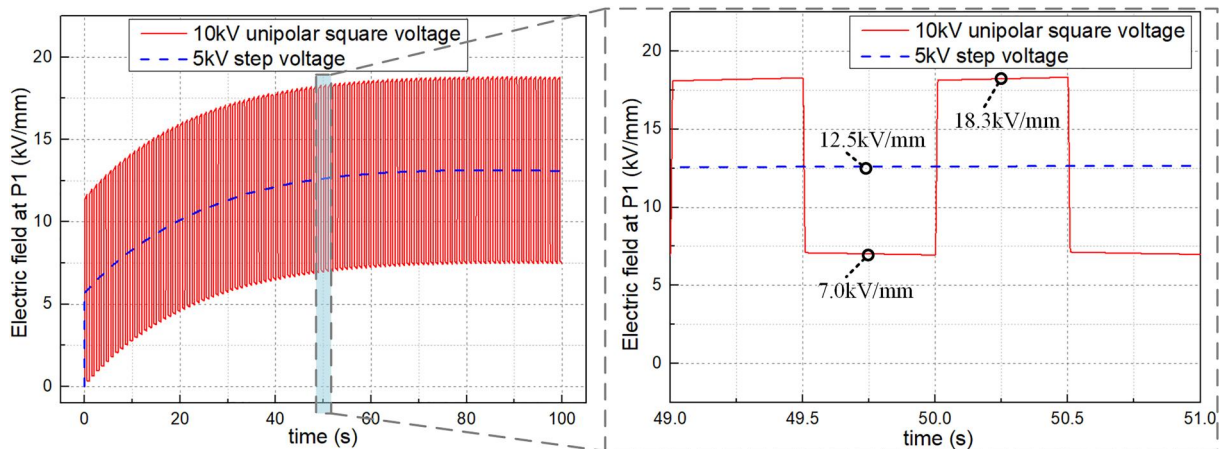 10kV unipolar square voltage
5kV step voltage
Electric field at P1 (kV/mm)
20
15
10
5
0
0 20 40 60 80 100
time (s)
10kV unipolar square voltage
5kV step voltage
Electric field at P1 (kV/mm)
20
15
10
5
0
18.3kV/mm
12.5kV/mm
7.0kV/mm
49.0 49.5 50.0 50.5 51.0
time (s)